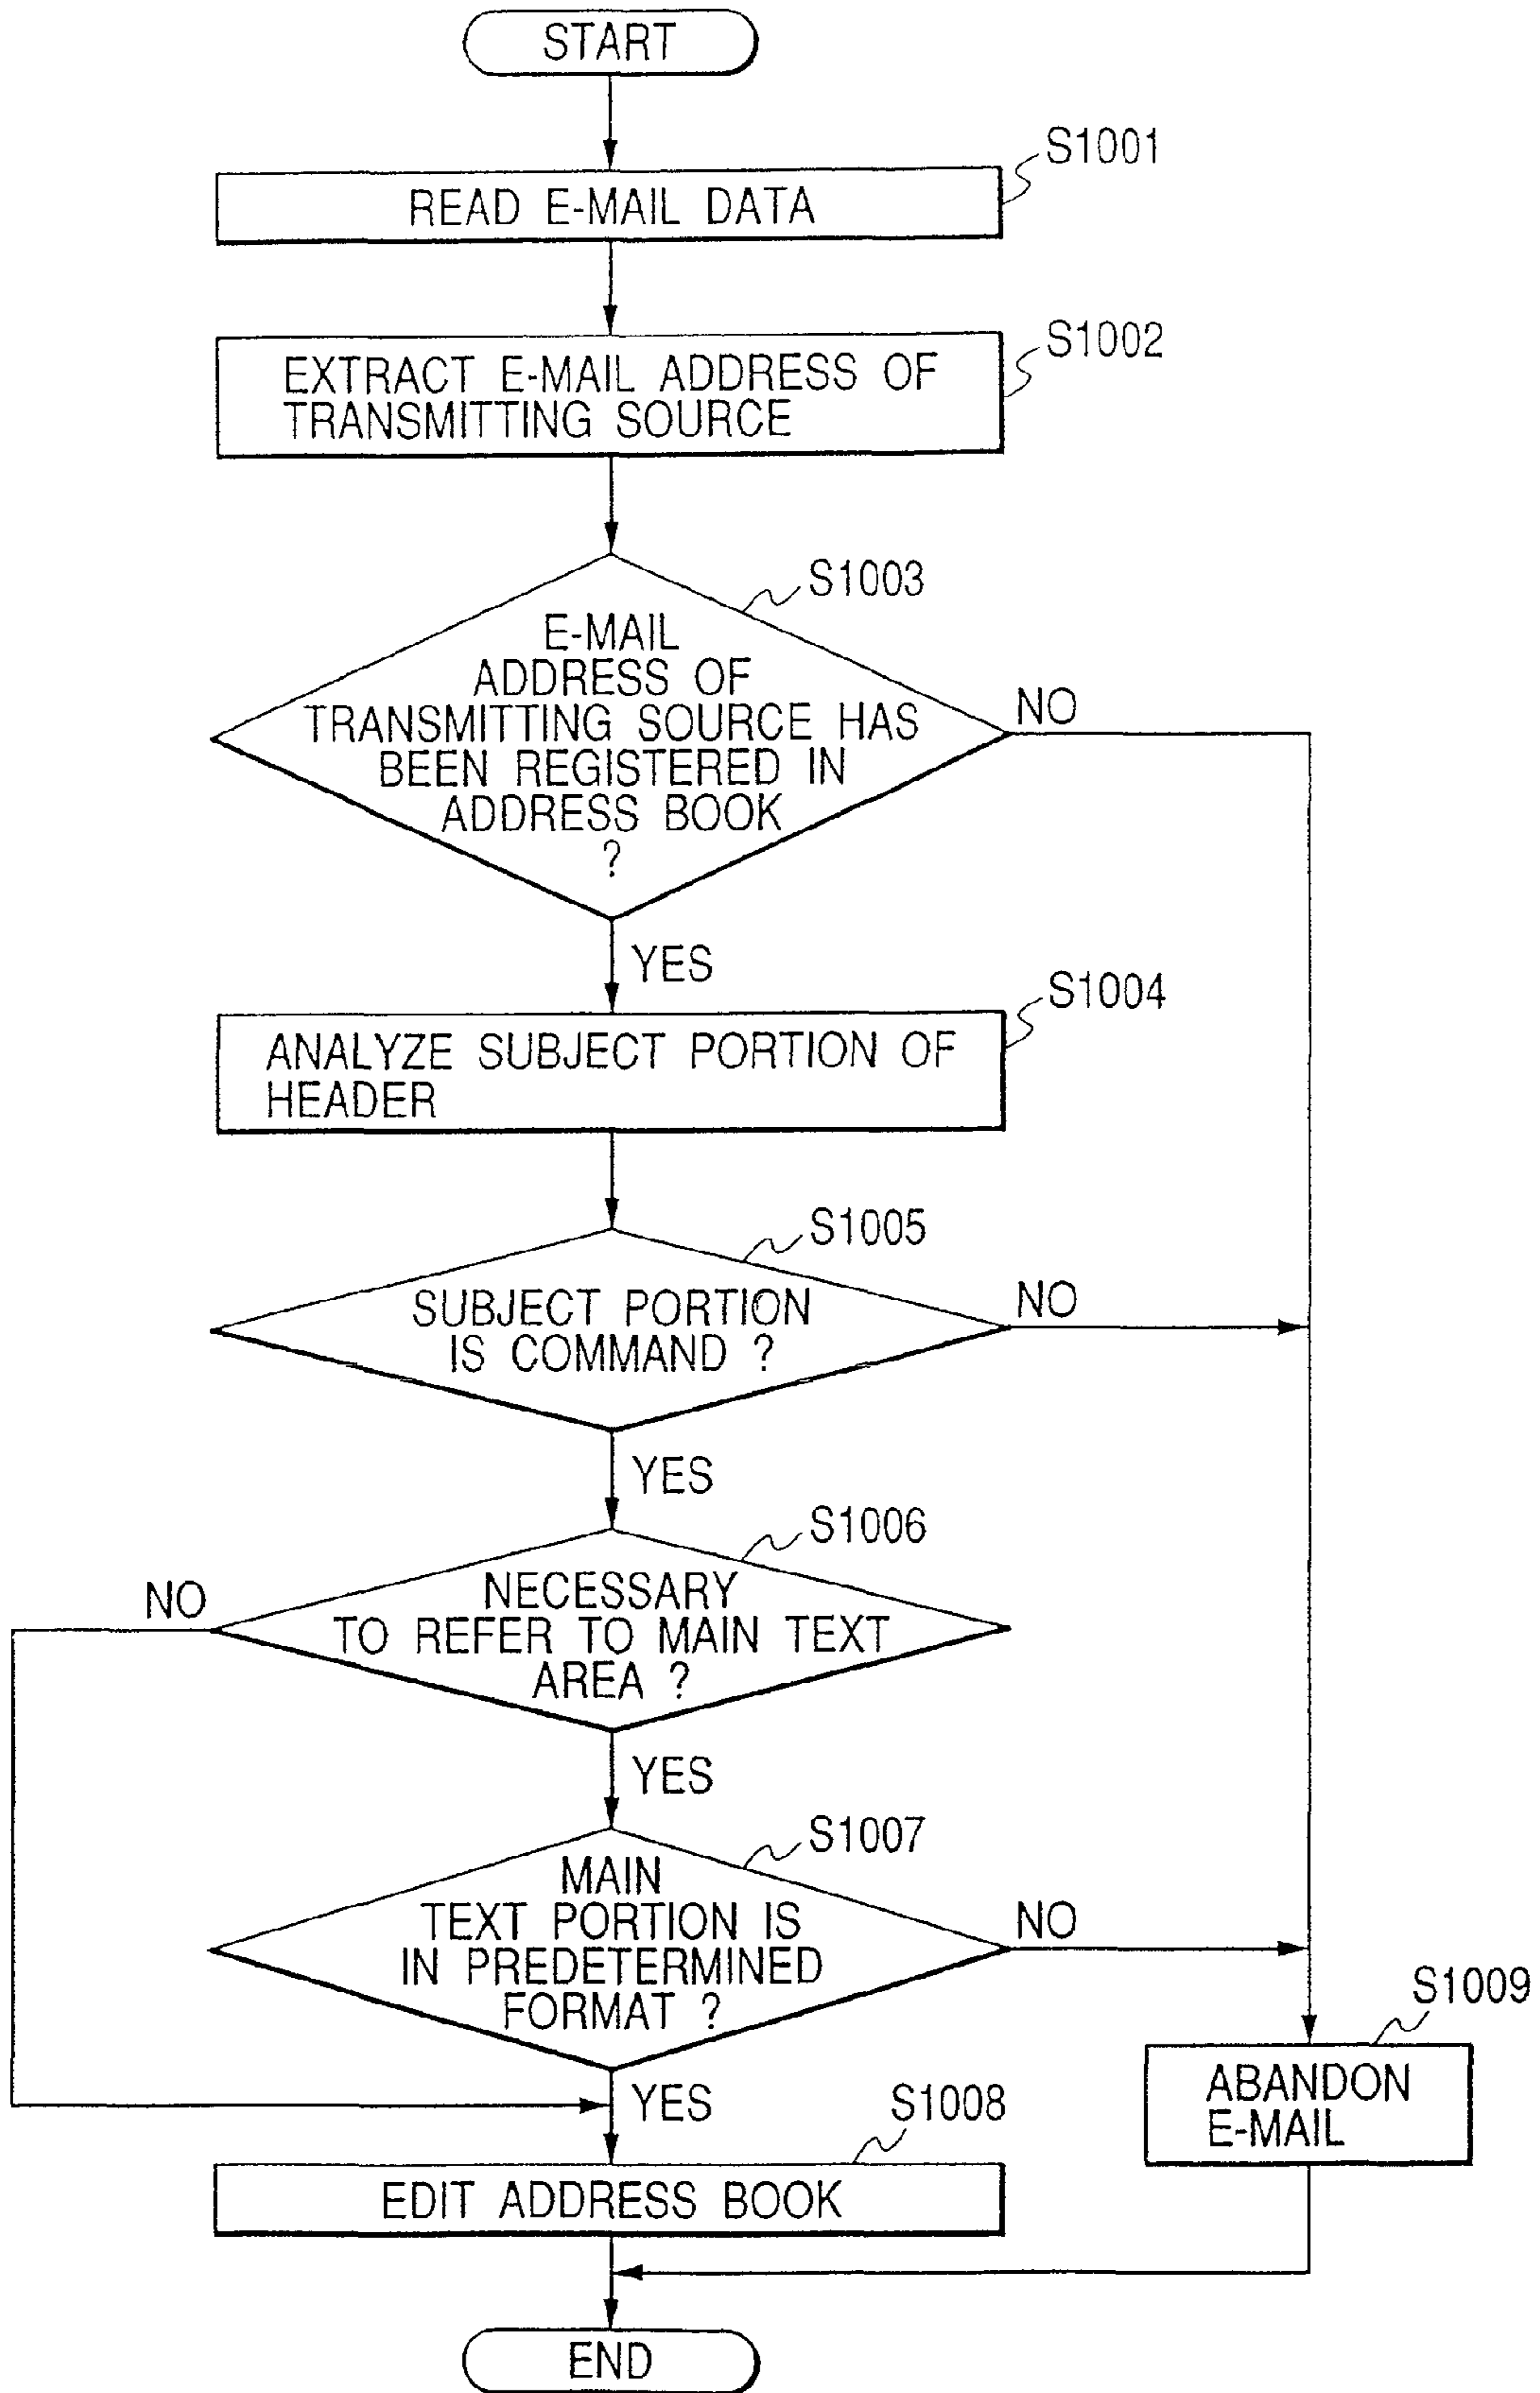 START
S1001
READ E-MAIL DATA
S1002
EXTRACT E-MAIL ADDRESS OF
TRANSMITTING SOURCE
S1003
E-MAIL
ADDRESS OF
TRANSMITTING SOURCE HAS
BEEN REGISTERED IN
ADDRESS BOOK
?
NO
YES
S1004
ANALYZE SUBJECT PORTION OF
HEADER
S1005
SUBJECT PORTION
IS COMMAND ?
NO
YES
S1006
NECESSARY
TO REFER TO MAIN TEXT
AREA ?
NO
YES
S1007
MAIN
TEXT PORTION IS
IN PREDETERMINED
FORMAT ?
NO
YES
S1008
EDIT ADDRESS BOOK
S1009
ABANDON
E-MAIL
END